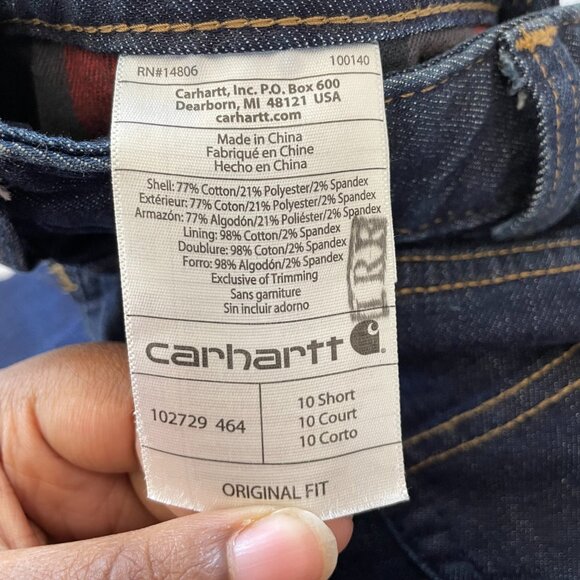 RN#14806 100140
Carhartt, Inc. P.O. Box 600
Dearborn, MI 48121 USA
carhartt.com
Made in China
Fabriqué en Chine
Hecho en China
Shell: 77% Cotton/21% Polyester/2% Spandex
Extérieur: 77% Coton/21% Polyester/2% Spandex
Armazón: 77% Algodón/21% Poliéster/2% Spandex
Lining: 98% Cotton/2% Spandex
Doublure: 98% Coton/2% Spandex
Forro: 98% Algodón/2% Spandex
Exclusive of Trimming
Sans garniture
Sin incluir adorno
carhartt
102729 464
10 Short
10 Court
10 Corto
ORIGINAL FIT